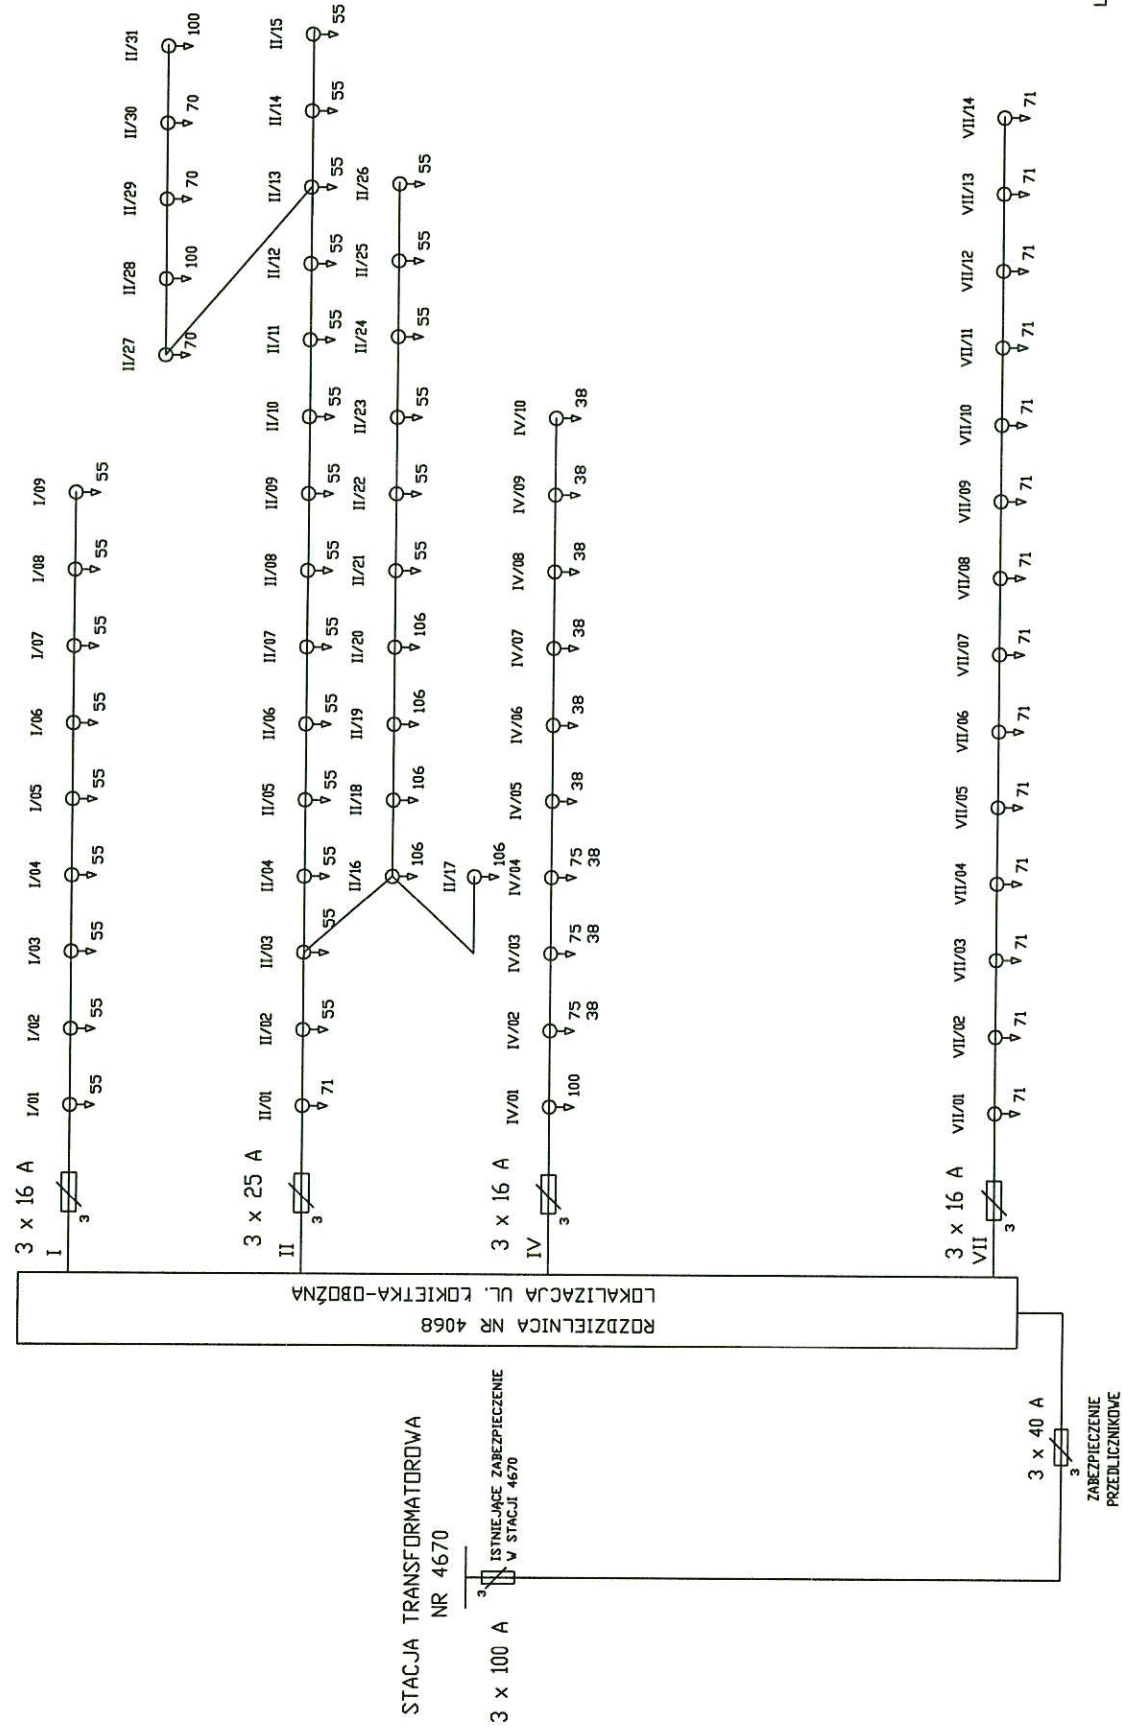 STACJA TRANSFORMATOROWA
NR 4670
3 x 100 A
3
ISTNIEJĄCE ZABEZPIECZENIE
W STACJI 4670
3 x 40 A
3
ZABEZPIECZENIE
PRZEDLICZNIKOWE
ROZDZIELNICA NR 4068
LOKALIZACJA UL. ŁOKIETKA-OBOŹNA
3 x 16 A
I
3
I/01 I/02 I/03 I/04 I/05 I/06 I/07 I/08 I/09
55 55 55 55 55 55 55 55 55
II/27 II/28 II/29 II/30 II/31
70 100 70 70 100
3 x 25 A
II
3
II/01 II/02 II/03 II/04 II/05 II/06 II/07 II/08 II/09 II/10 II/11 II/12 II/13 II/14 II/15
71 55 55 55 55 55 55 55 55 55 55 55 55 55 55
II/16 II/18 II/19 II/20 II/21 II/22 II/23 II/24 II/25 II/26
106 106 106 106 55 55 55 55 55 55
II/17
106
3 x 16 A
IV
3
IV/01 IV/02 IV/03 IV/04 IV/05 IV/06 IV/07 IV/08 IV/09 IV/10
100 75 75 75 38 38 38 38 38 38
38 38 38
3 x 16 A
VII
3
VII/01 VII/02 VII/03 VII/04 VII/05 VII/06 VII/07 VII/08 VII/09 VII/10 VII/11 VII/12 VII/13 VII/14
71 71 71 71 71 71 71 71 71 71 71 71 71 71